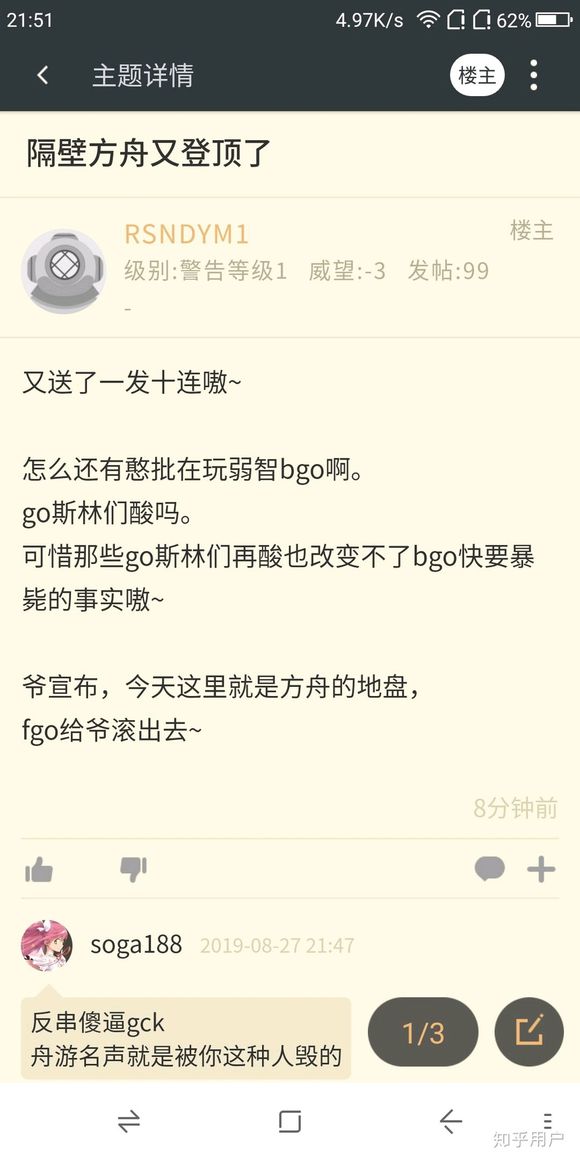 21:51
4.97K/s
62%
主题详情
楼主
隔壁方舟又登顶了
RSNDYM1
楼主
级别:警告等级1 威望:-3 发帖:99
-
又送了一发十连嗷~
怎么还有憨批在玩弱智bgo啊。
go斯林们酸吗。
可惜那些go斯林们再酸也改变不了bgo快要暴
毙的事实嗷~
爷宣布，今天这里就是方舟的地盘，
fgo给爷滚出去~
8分钟前
soga188 2019-08-27 21:47
反串傻逼gck
舟游名声就是被你这种人毁的
1/3
知乎用户